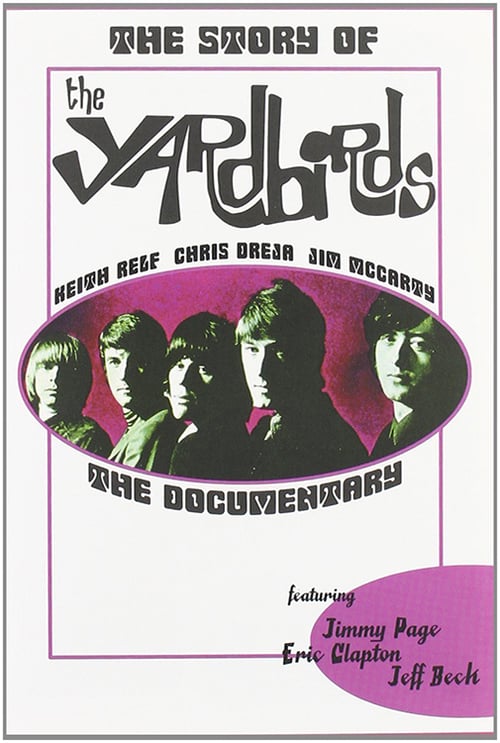 THE STORY OF
the
YARDbiRds
KEITH RELF CHRIS DREJA JIM MCCARTY
THE DOCUMENTARY
featuring
Jimmy Page
Eric Clapton
Jeff Beck